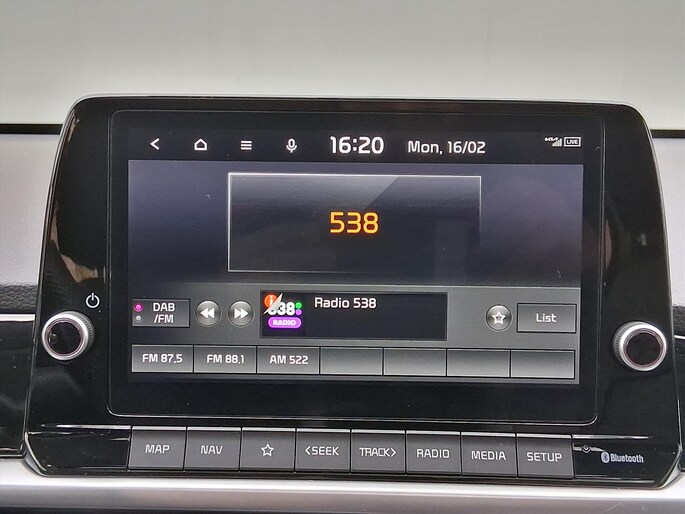 16:20 Mon, 16/02 KIA LIVE
538
DAB
/FM
538
RADIO
Radio 538
List
FM 87,5 FM 88,1 AM 522
MAP NAV <SEEK TRACK> RADIO MEDIA SETUP
Bluetooth